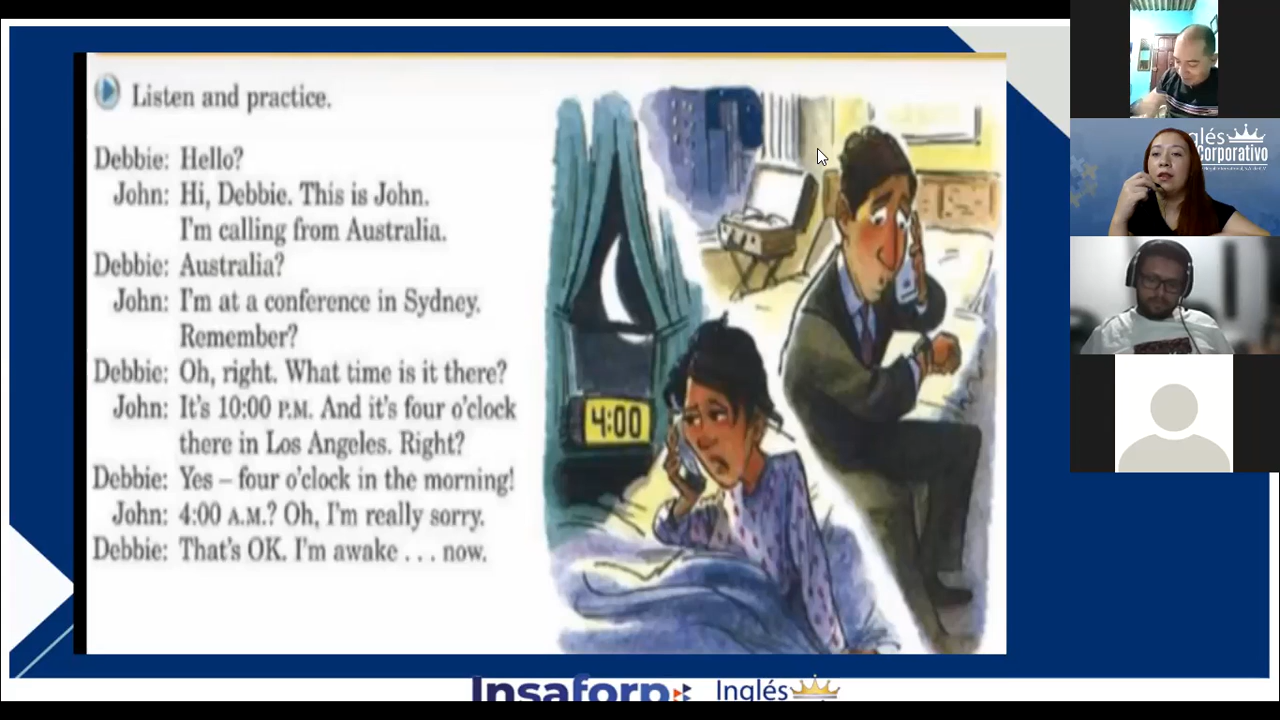 Listen and practice.
Debbie: Hello?
John: Hi, Debbie. This is John.
I'm calling from Australia.
Debbie: Australia?
John: I'm at a conference in Sydney.
Remember?
Debbie: Oh, right. What time is it there?
John: It's 10:00 P.M. And it's four o'clock
there in Los Angeles. Right?
Debbie: Yes – four o'clock in the morning!
John: 4:00 A.M.? Oh, I'm really sorry.
Debbie: That's OK. I'm awake . . . now.
4:00
Insaforp
Inglés
glés
Corporativo